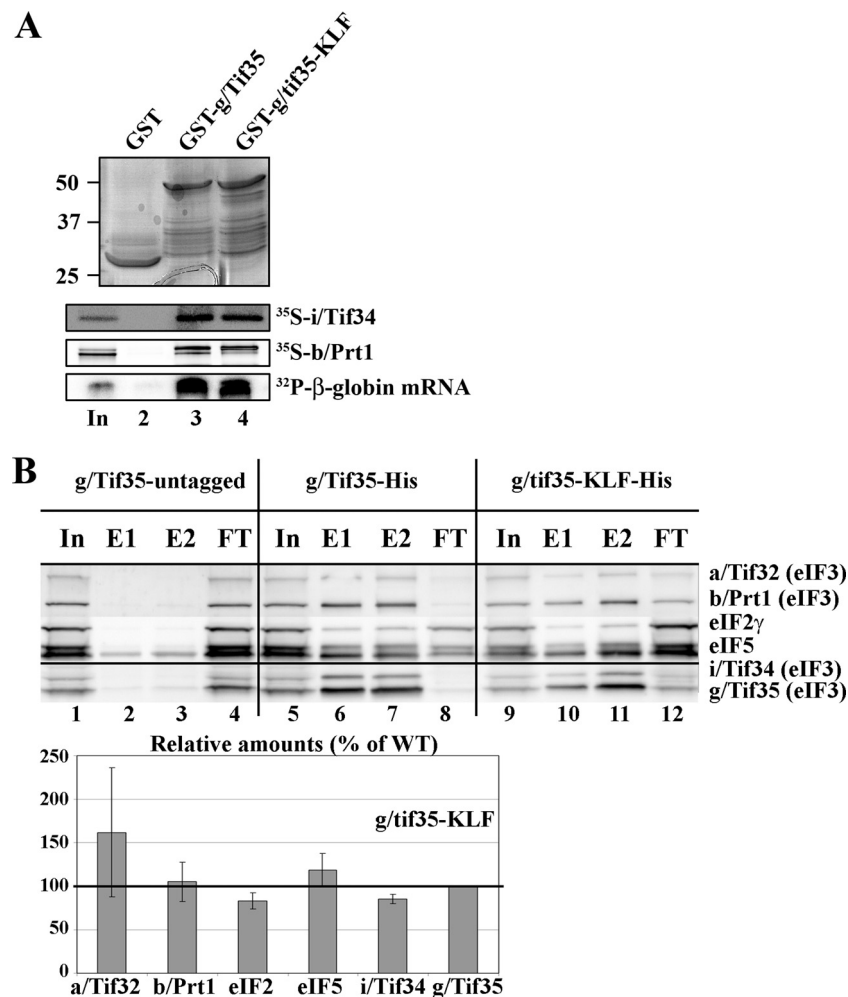 A
GST
GST-g/Tif35
GST-g/tif35-KLF
50
37
25
³⁵S-i/Tif34
³⁵S-b/Prt1
³²P-β-globin mRNA
In 2 3 4
B
g/Tif35-untagged g/Tif35-His g/tif35-KLF-His
In E1 E2 FT In E1 E2 FT In E1 E2 FT
a/Tif32 (eIF3)
b/Prt1 (eIF3)
eIF2γ
eIF5
i/Tif34 (eIF3)
g/Tif35 (eIF3)
1 2 3 4 5 6 7 8 9 10 11 12
Relative amounts (% of WT)
250
200
150
100
50
0
g/tif35-KLF
a/Tif32 b/Prt1 eIF2 eIF5 i/Tif34 g/Tif35